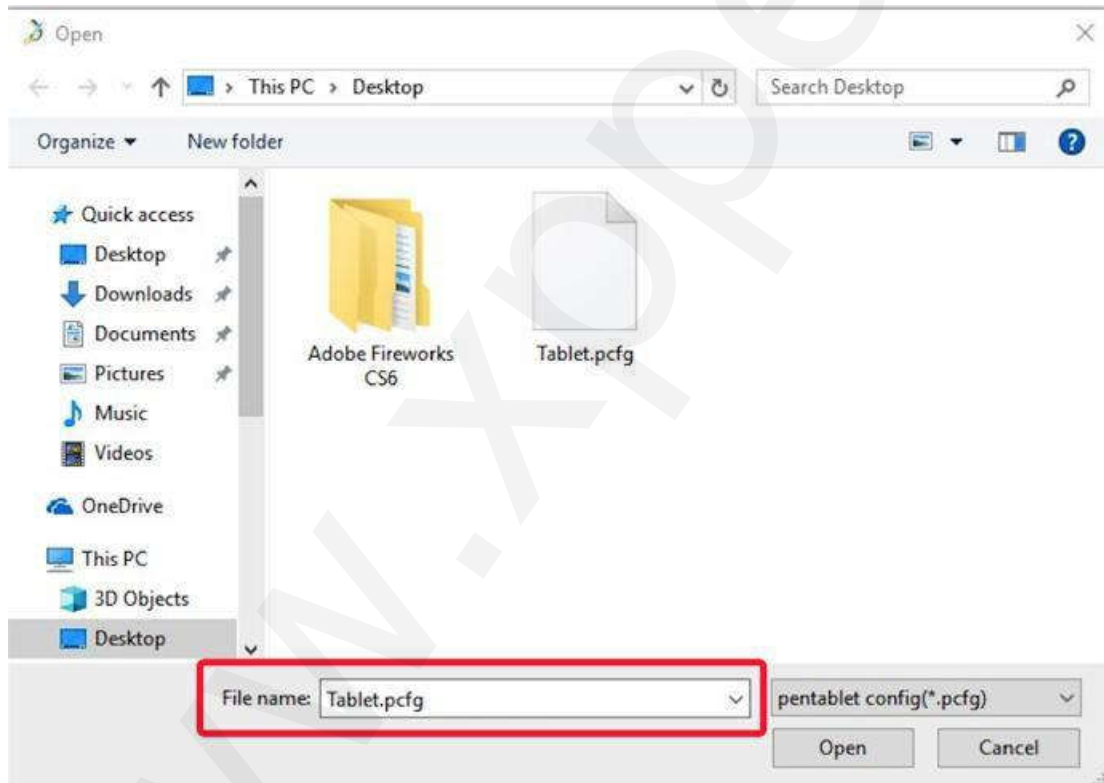 Open
This PC > Desktop
Search Desktop
Organize
New folder
Quick access
Desktop
Downloads
Documents
Pictures
Music
Videos
OneDrive
This PC
3D Objects
Desktop
Adobe Fireworks
CS6
Tablet.pcfg
File name: Tablet.pcfg
pentablet config(*.pcfg)
Open
Cancel